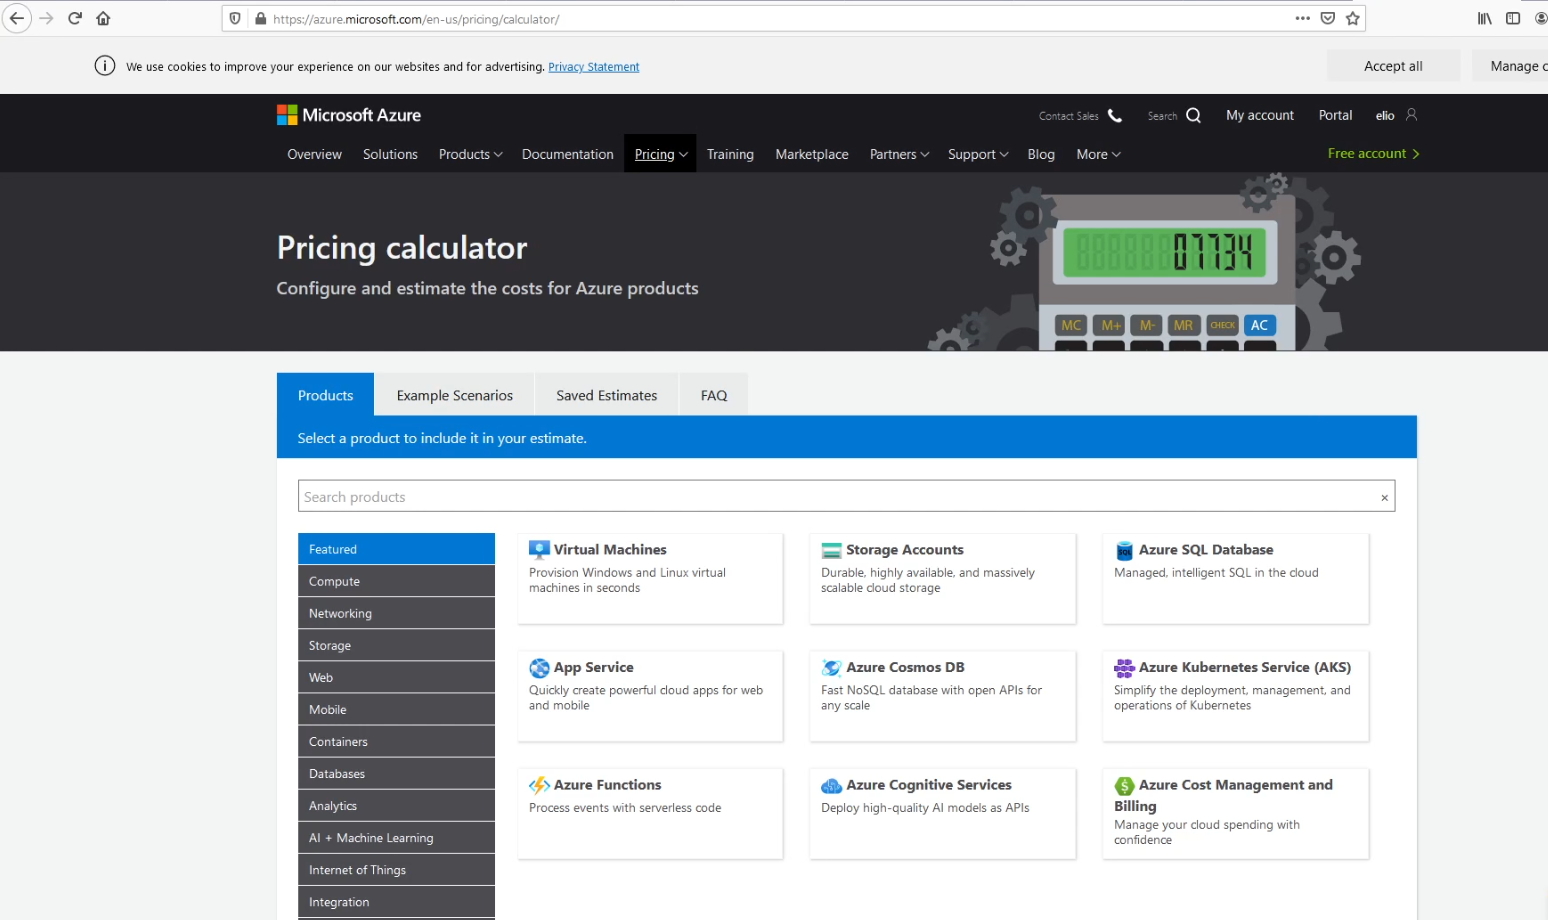 https://azure.microsoft.com/en-us/pricing/calculator/
We use cookies to improve your experience on our websites and for advertising. Privacy Statement
Accept all
Manage c
Microsoft Azure
Contact Sales
Search
My account
Portal
elio
Overview
Solutions
Products
Documentation
Pricing
Training
Marketplace
Partners
Support
Blog
More
Free account
Pricing calculator
Configure and estimate the costs for Azure products
07734
MC
M+
M-
MR
CHECK
AC
Products
Example Scenarios
Saved Estimates
FAQ
Select a product to include it in your estimate.
Search products
×
Featured
Compute
Networking
Storage
Web
Mobile
Containers
Databases
Analytics
AI + Machine Learning
Internet of Things
Integration
Virtual Machines
Provision Windows and Linux virtual
machines in seconds
Storage Accounts
Durable, highly available, and massively
scalable cloud storage
SQL
Azure SQL Database
Managed, intelligent SQL in the cloud
App Service
Quickly create powerful cloud apps for web
and mobile
Azure Cosmos DB
Fast NoSQL database with open APIs for
any scale
Azure Kubernetes Service (AKS)
Simplify the deployment, management, and
operations of Kubernetes
Azure Functions
Process events with serverless code
Azure Cognitive Services
Deploy high-quality AI models as APIs
$
Azure Cost Management and
Billing
Manage your cloud spending with
confidence